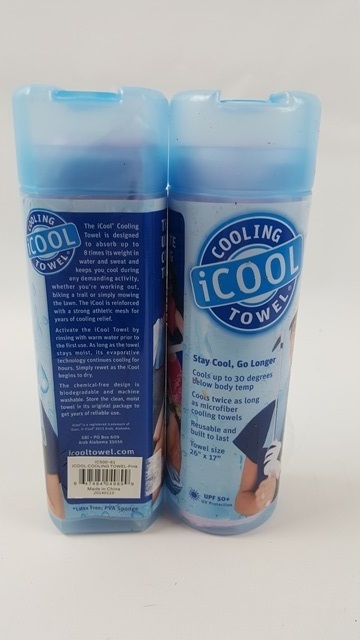 COOLING
iCOOL
TOWEL
The iCool® Cooling
Towel is designed
to absorb up to
8 times its weight in
water and sweat and
keeps you cool during
any demanding activity,
whether you're working out,
biking a trail or simply mowing
the lawn. The iCool is reinforced
with a strong athletic mesh for
years of cooling relief.
Activate the iCool Towel by
rinsing with warm water prior to
the first use. As long as the towel
stays moist, its evaporative
technology continues cooling for
hours. Simply rewet as the iCool
begins to dry.
The chemical-free design is
biodegradable and machine
washable. Store the clean, moist
towel in its original package to
get years of reliable use.
icooltowel.com
ICOOL COOLING TOWEL PVA
Made in China
*Latex Free: PVA Sponge
COOLING
iCOOL
TOWEL
Stay Cool, Go Longer
Cools up to 30 degrees
below body temp
Cools twice as long
as microfiber
cooling towels
Reusable and
built to last
Towel size
26" x 17"
UPF 50+
UV Protection